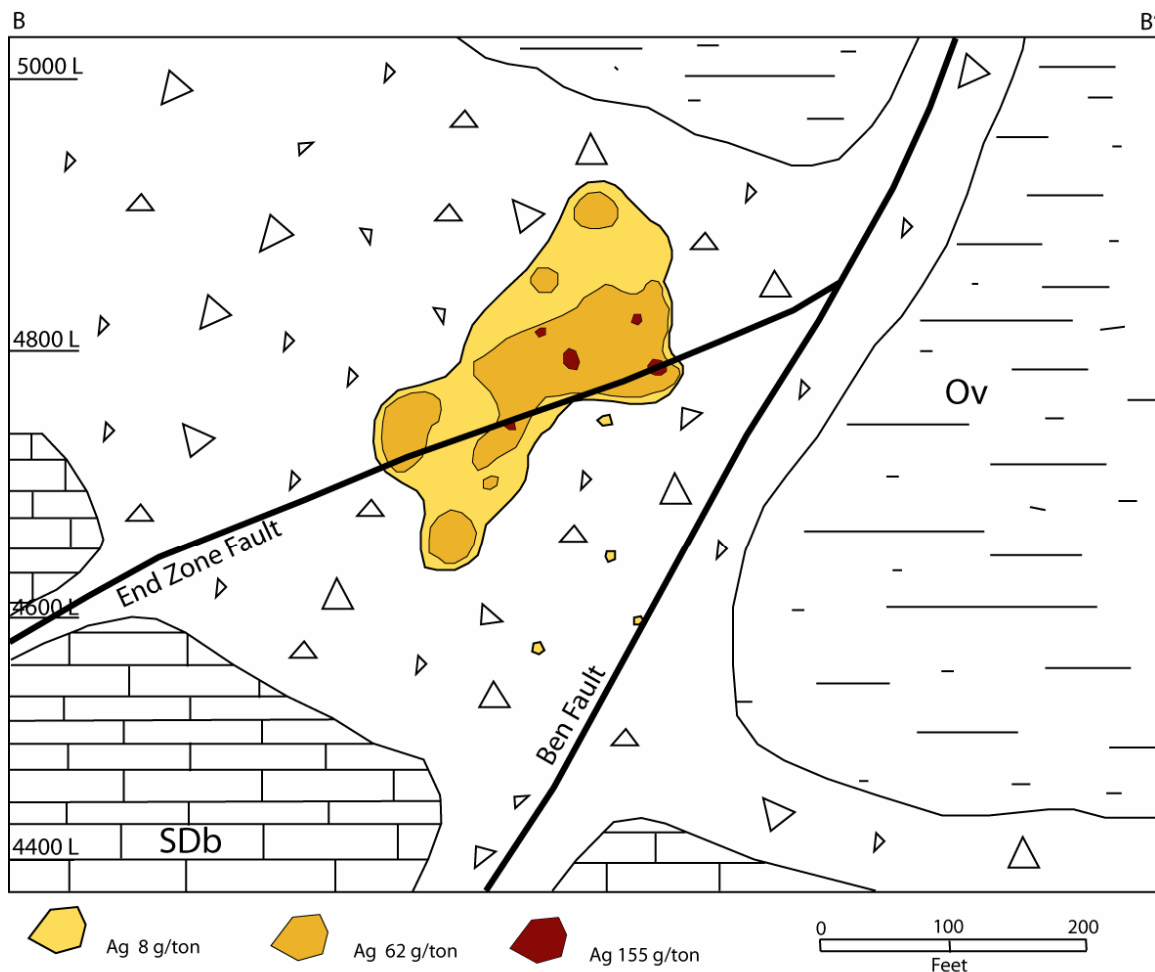 B
B'
5000 L
4800 L
Ov
End Zone Fault
4600 L
Ben Fault
SDb
4400 L
Ag 8 g/ton
Ag 62 g/ton
Ag 155 g/ton
0 100 200
Feet